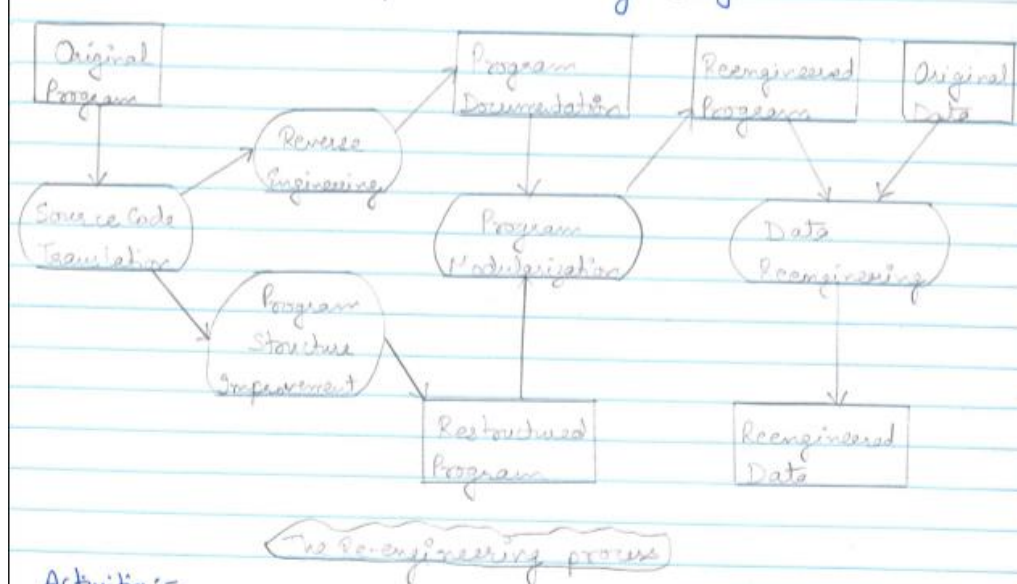 Original
Program
Program
Documentation
Reengineered
Program
Original
Data
Reverse
Engineering
Source Code
Translation
Program
Modularization
Data
Reengineering
Program
Structure
Improvement
Restructured
Program
Reengineered
Data
The Re-engineering process
Activities:-